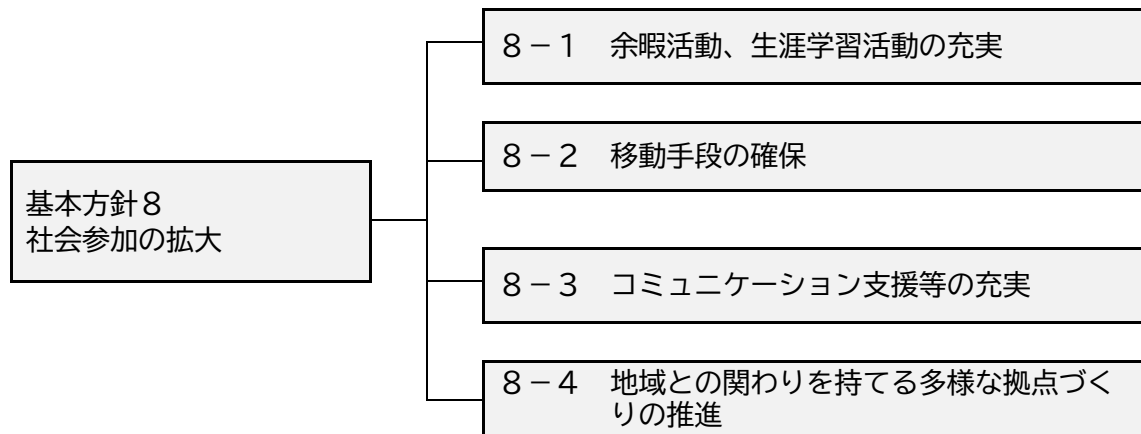 基本方針８
社会参加の拡大
８－１　余暇活動、生涯学習活動の充実
８－２　移動手段の確保
８－３　コミュニケーション支援等の充実
８－４　地域との関わりを持てる多様な拠点づく
りの推進